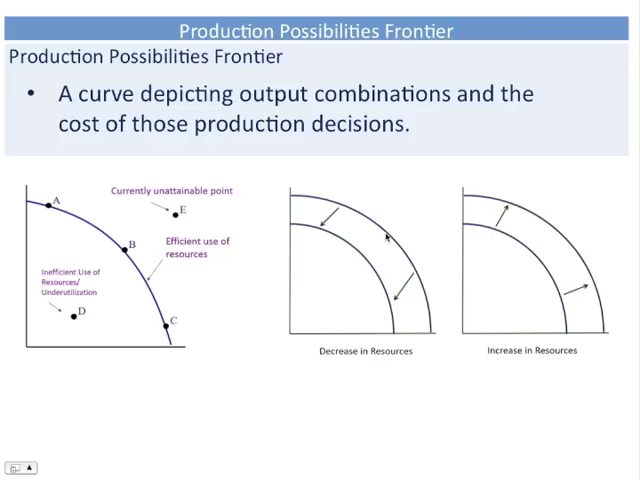 Production Possibilities Frontier
Production Possibilities Frontier
• A curve depicting output combinations and the
cost of those production decisions.
Currently unattainable point
A
E
B
Efficient use of
resources
Inefficient Use of
Resources/
Underutilization
D
C
Decrease in Resources
Increase in Resources